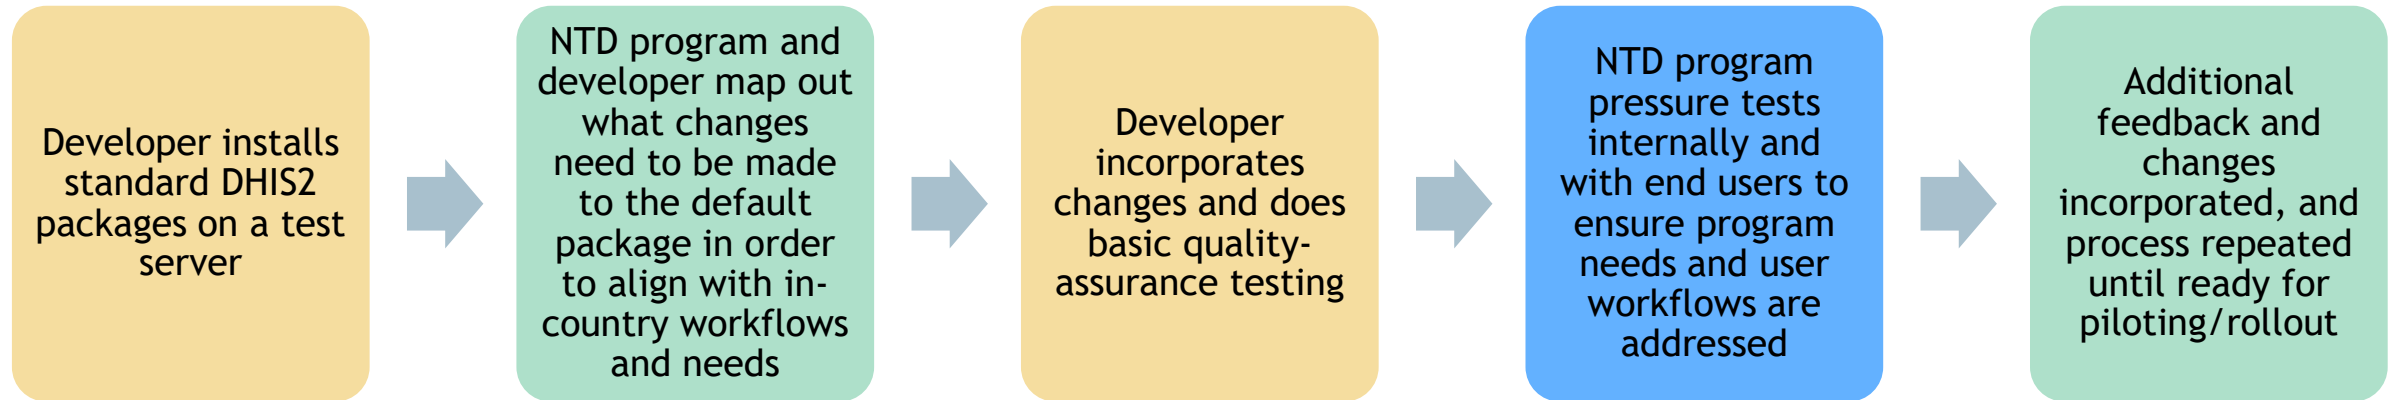 Developer installs
standard DHIS2
packages on a test
server
NTD program and
developer map out
what changes
need to be made
to the default
package in order
to align with in-
country workflows
and needs
Developer
incorporates
changes and does
basic quality-
assurance testing
NTD program
pressure tests
internally and
with end users to
ensure program
needs and user
workflows are
addressed
Additional
feedback and
changes
incorporated, and
process repeated
until ready for
piloting/rollout